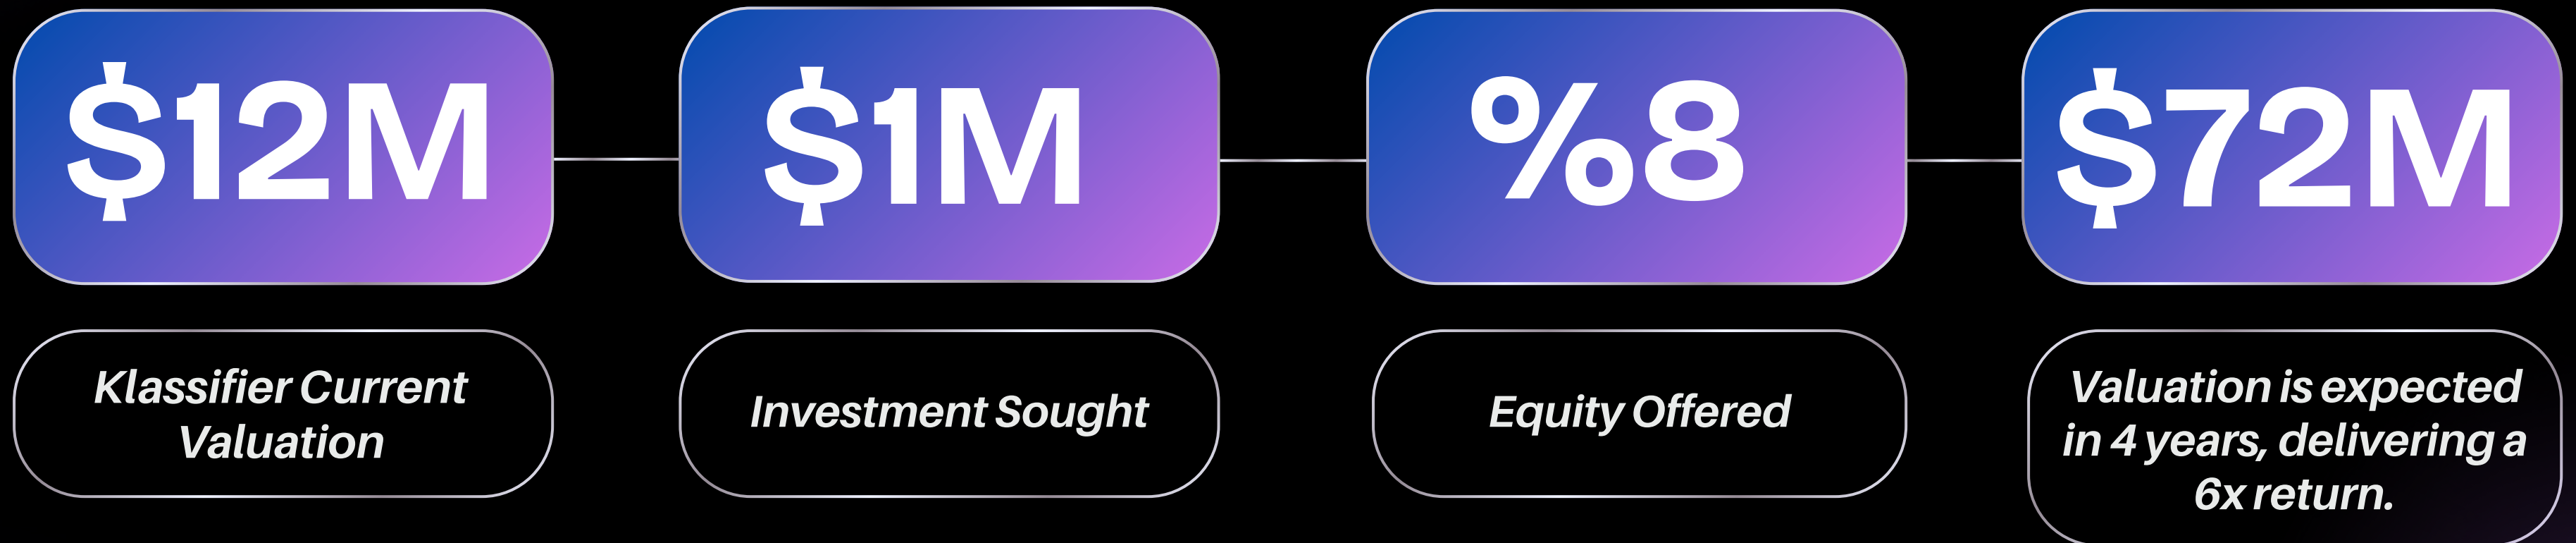 $12M
$1M
%8
$72M
Klassifier Current
Valuation
Investment Sought
Equity Offered
Valuation is expected
in 4 years, delivering a
6x return.